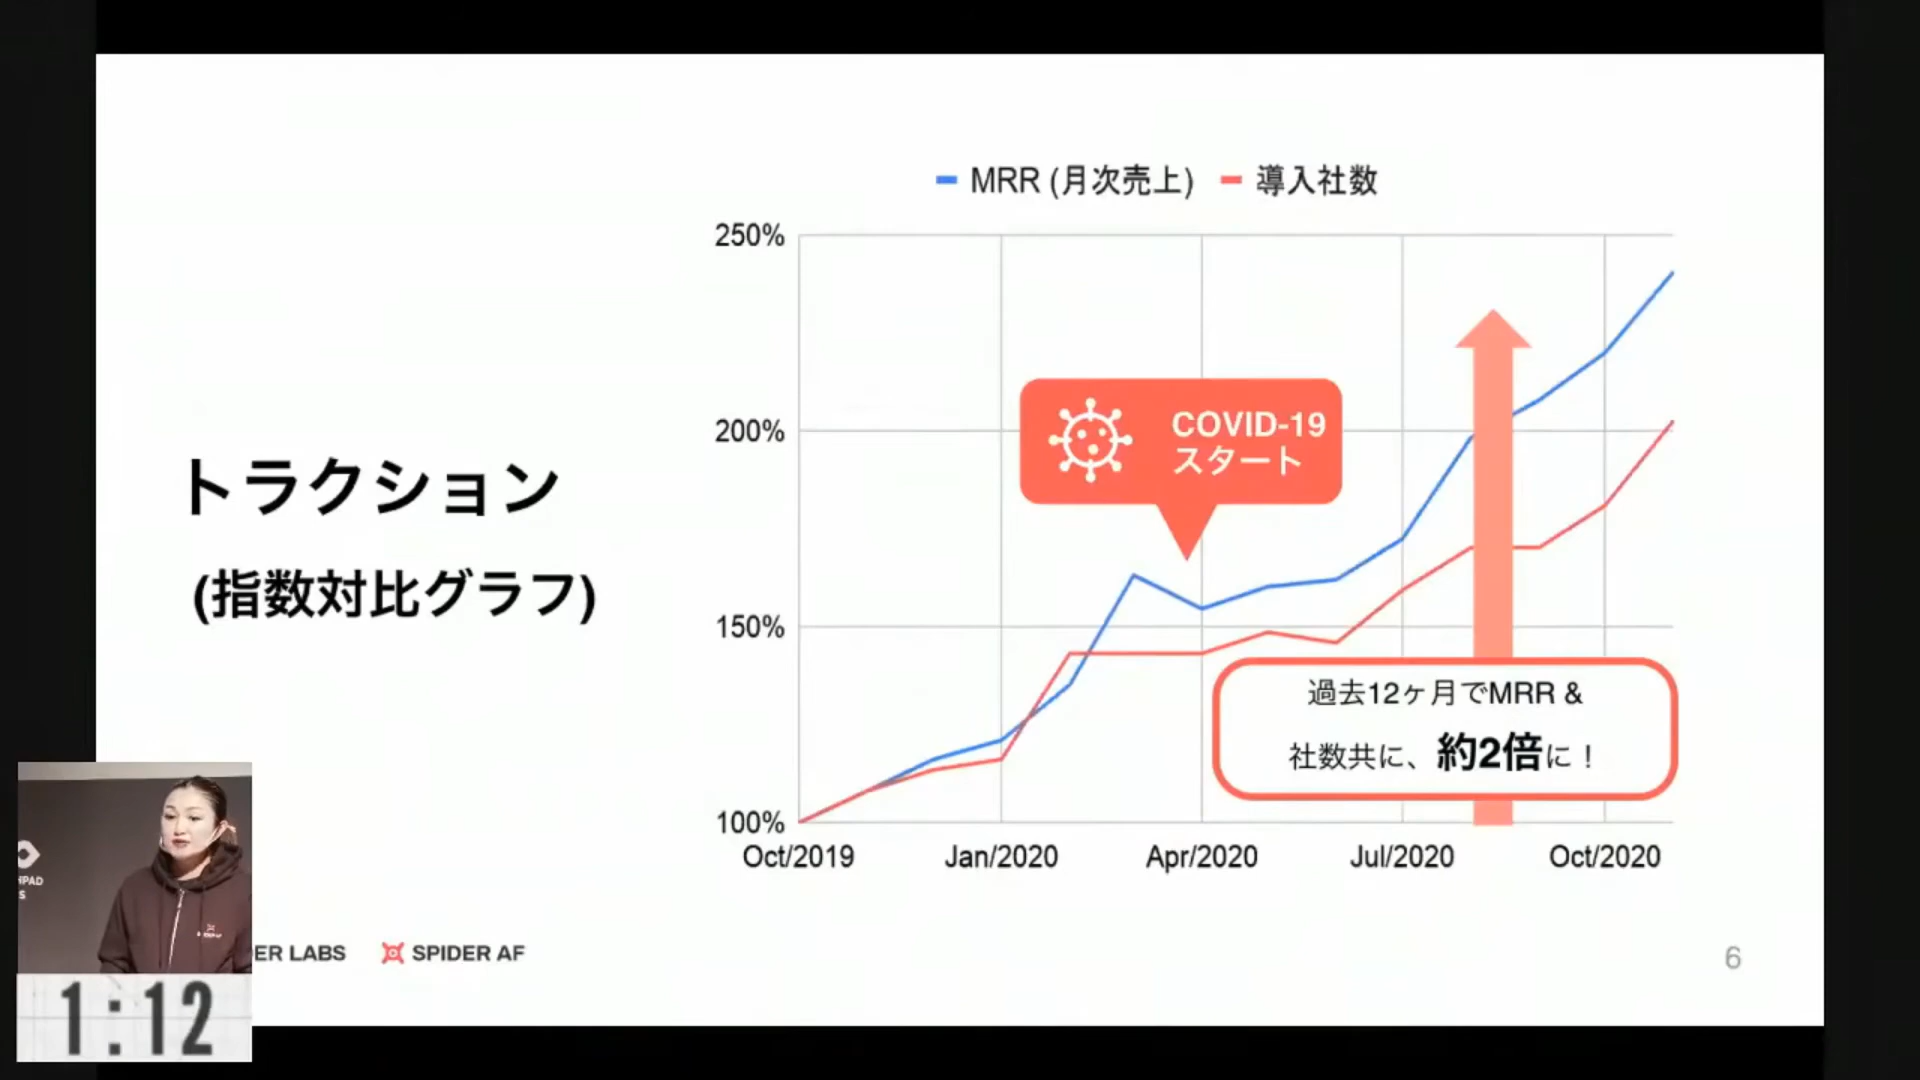 MRR (月次売上) 導入社数
250%
200%
150%
100%
COVID-19
スタート
トラクション
(指数対比グラフ)
過去12ヶ月でMRR &
社数共に、約2倍に！
Oct/2019 Jan/2020 Apr/2020 Jul/2020 Oct/2020
HPAD
S
DER LABS SPIDER AF
6
1:12